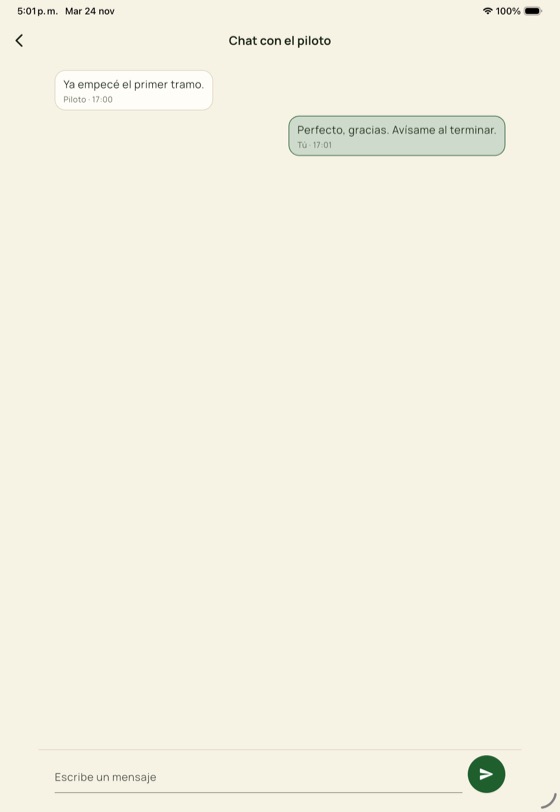 5:01 p. m. Mar 24 nov
100%
Chat con el piloto
Ya empecé el primer tramo.
Piloto · 17:00
Perfecto, gracias. Avísame al terminar.
Tú · 17:01
Escribe un mensaje